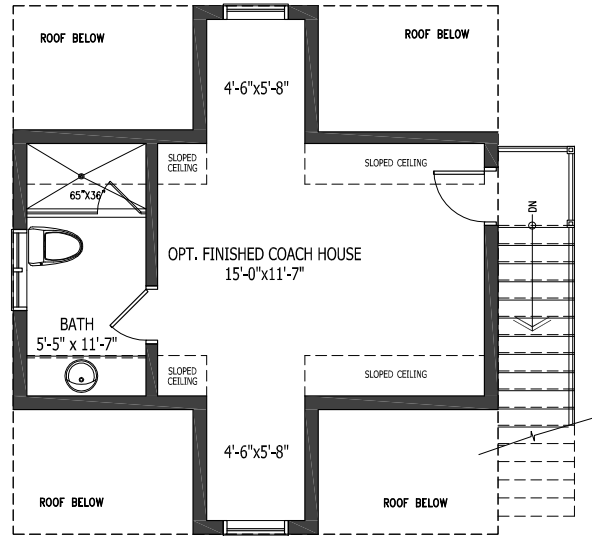 ROOF BELOW
ROOF BELOW
4'-6"x5'-8"
SLOPED
CEILING
SLOPED CEILING
65"X36"
DN
OPT. FINISHED COACH HOUSE
15'-0"x11'-7"
BATH
5'-5" x 11'-7"
SLOPED
CEILING
SLOPED CEILING
4'-6"x5'-8"
ROOF BELOW
ROOF BELOW